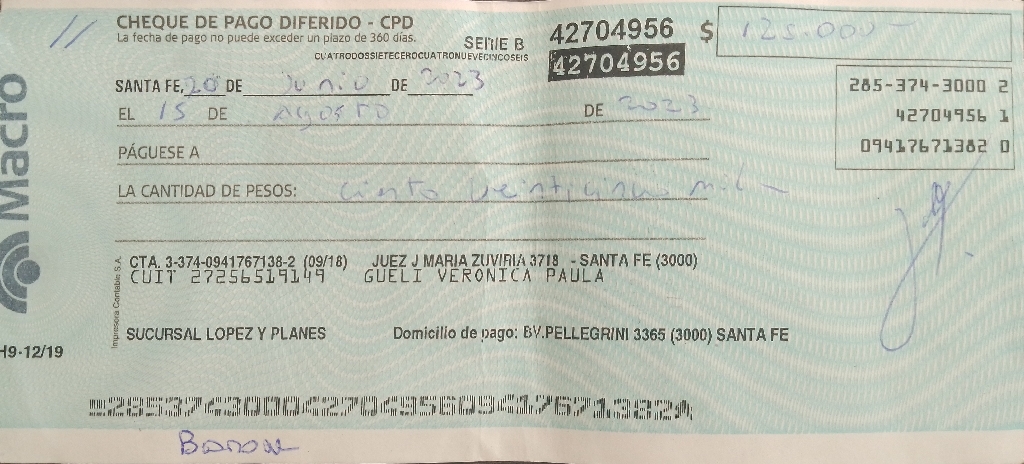 CHEQUE DE PAGO DIFERIDO - CPD
La fecha de pago no puede exceder un plazo de 360 días.
SERIE B
CUATRODOSSIETECEROCUATRONUEVECINCOSEIS
42704956
42704956
$ 125.000-
SANTA FE, 20 DE Junio DE 2023
EL 15 DE Agosto DE 2023
285-374-3000 2
42704956 1
09417671382 0
PÁGUESE A
LA CANTIDAD DE PESOS: ciento veinticinco mil -
Macro
CTA. 3-374-0941767138-2 (09/18) JUEZ J MARIA ZUVIRIA 3718 - SANTA FE (3000)
CUIT 27256519149 GUELI VERONICA PAULA
Impresora Contable S.A.
SUCURSAL LOPEZ Y PLANES Domicilio de pago: BV.PELLEGRINI 3365 (3000) SANTA FE
H9-12/19
285374300042704956094176713824